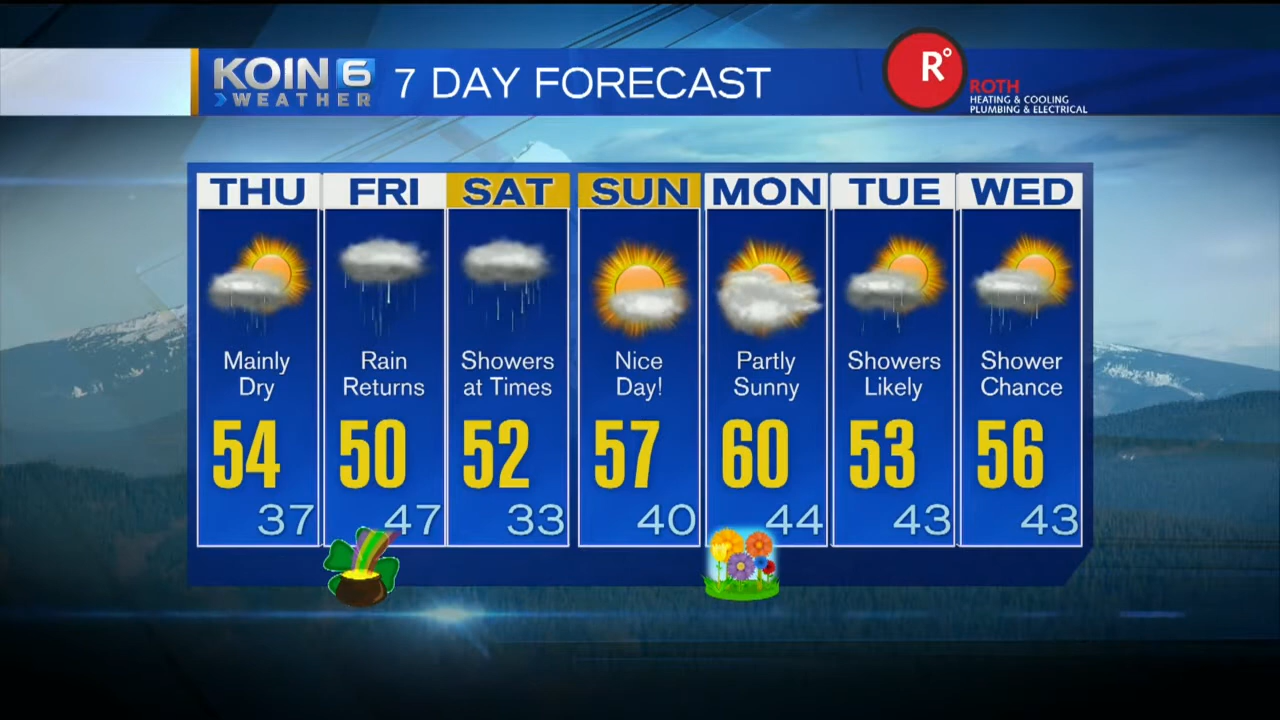 KOIN 6 WEATHER 7 DAY FORECAST
R°
ROTH
HEATING & COOLING
PLUMBING & ELECTRICAL
THU FRI SAT SUN MON TUE WED
Mainly Rain Showers Nice Partly Showers Shower
Dry Returns at Times Day! Sunny Likely Chance
54 50 52 57 60 53 56
37 47 33 40 44 43 43